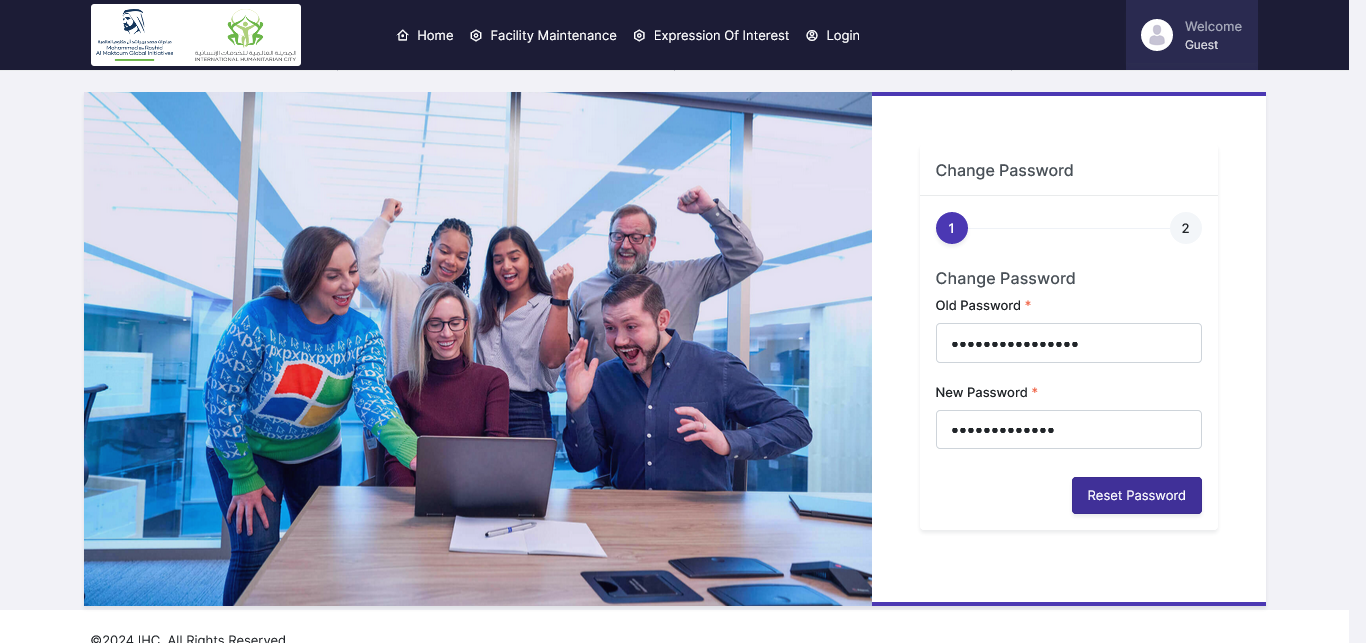 Mohammed Bin Rashid
Al Maktoum Global Initiatives
INTERNATIONAL HUMANITARIAN CITY
Home
Facility Maintenance
Expression Of Interest
Login
Welcome
Guest
Change Password
1
2
Change Password
Old Password *
••••••••••••••••
New Password *
•••••••••••••
Reset Password
©2024 IHC. All Rights Reserved